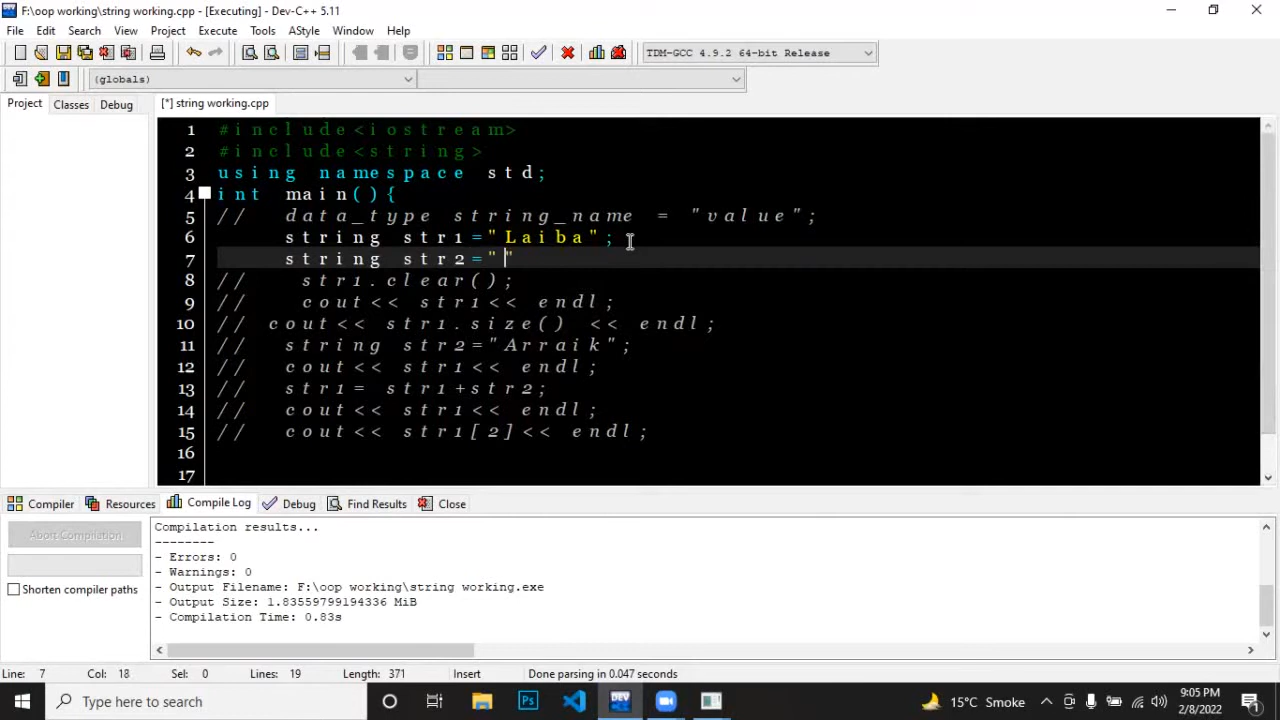 F:\oop working\string working.cpp - [Executing] - Dev-C++ 5.11
File Edit Search View Project Execute Tools AStyle Window Help
TDM-GCC 4.9.2 64-bit Release
(globals)
Project Classes Debug [*] string working.cpp
1 #include<iostream>
2 #include<string>
3 using namespace std;
4 int main(){
5 // data_type string_name = "value";
6 string str1="Laiba";
7 string str2=""
8 // str1.clear();
9 // cout<< str1<< endl;
10 // cout<< str1.size() << endl;
11 // string str2="Arraik";
12 // cout<< str1<< endl;
13 // str1= str1+str2;
14 // cout<< str1<< endl;
15 // cout<< str1[2]<< endl;
16
17
Compiler Resources Compile Log Debug Find Results Close
Abort Compilation
Shorten compiler paths
Compilation results...
--------
- Errors: 0
- Warnings: 0
- Output Filename: F:\oop working\string working.exe
- Output Size: 1.83559799194336 MiB
- Compilation Time: 0.83s
Line: 7 Col: 18 Sel: 0 Lines: 19 Length: 371 Insert Done parsing in 0.047 seconds
Type here to search
Ps
DEV
15°C Smoke
9:05 PM
2/8/2022
1